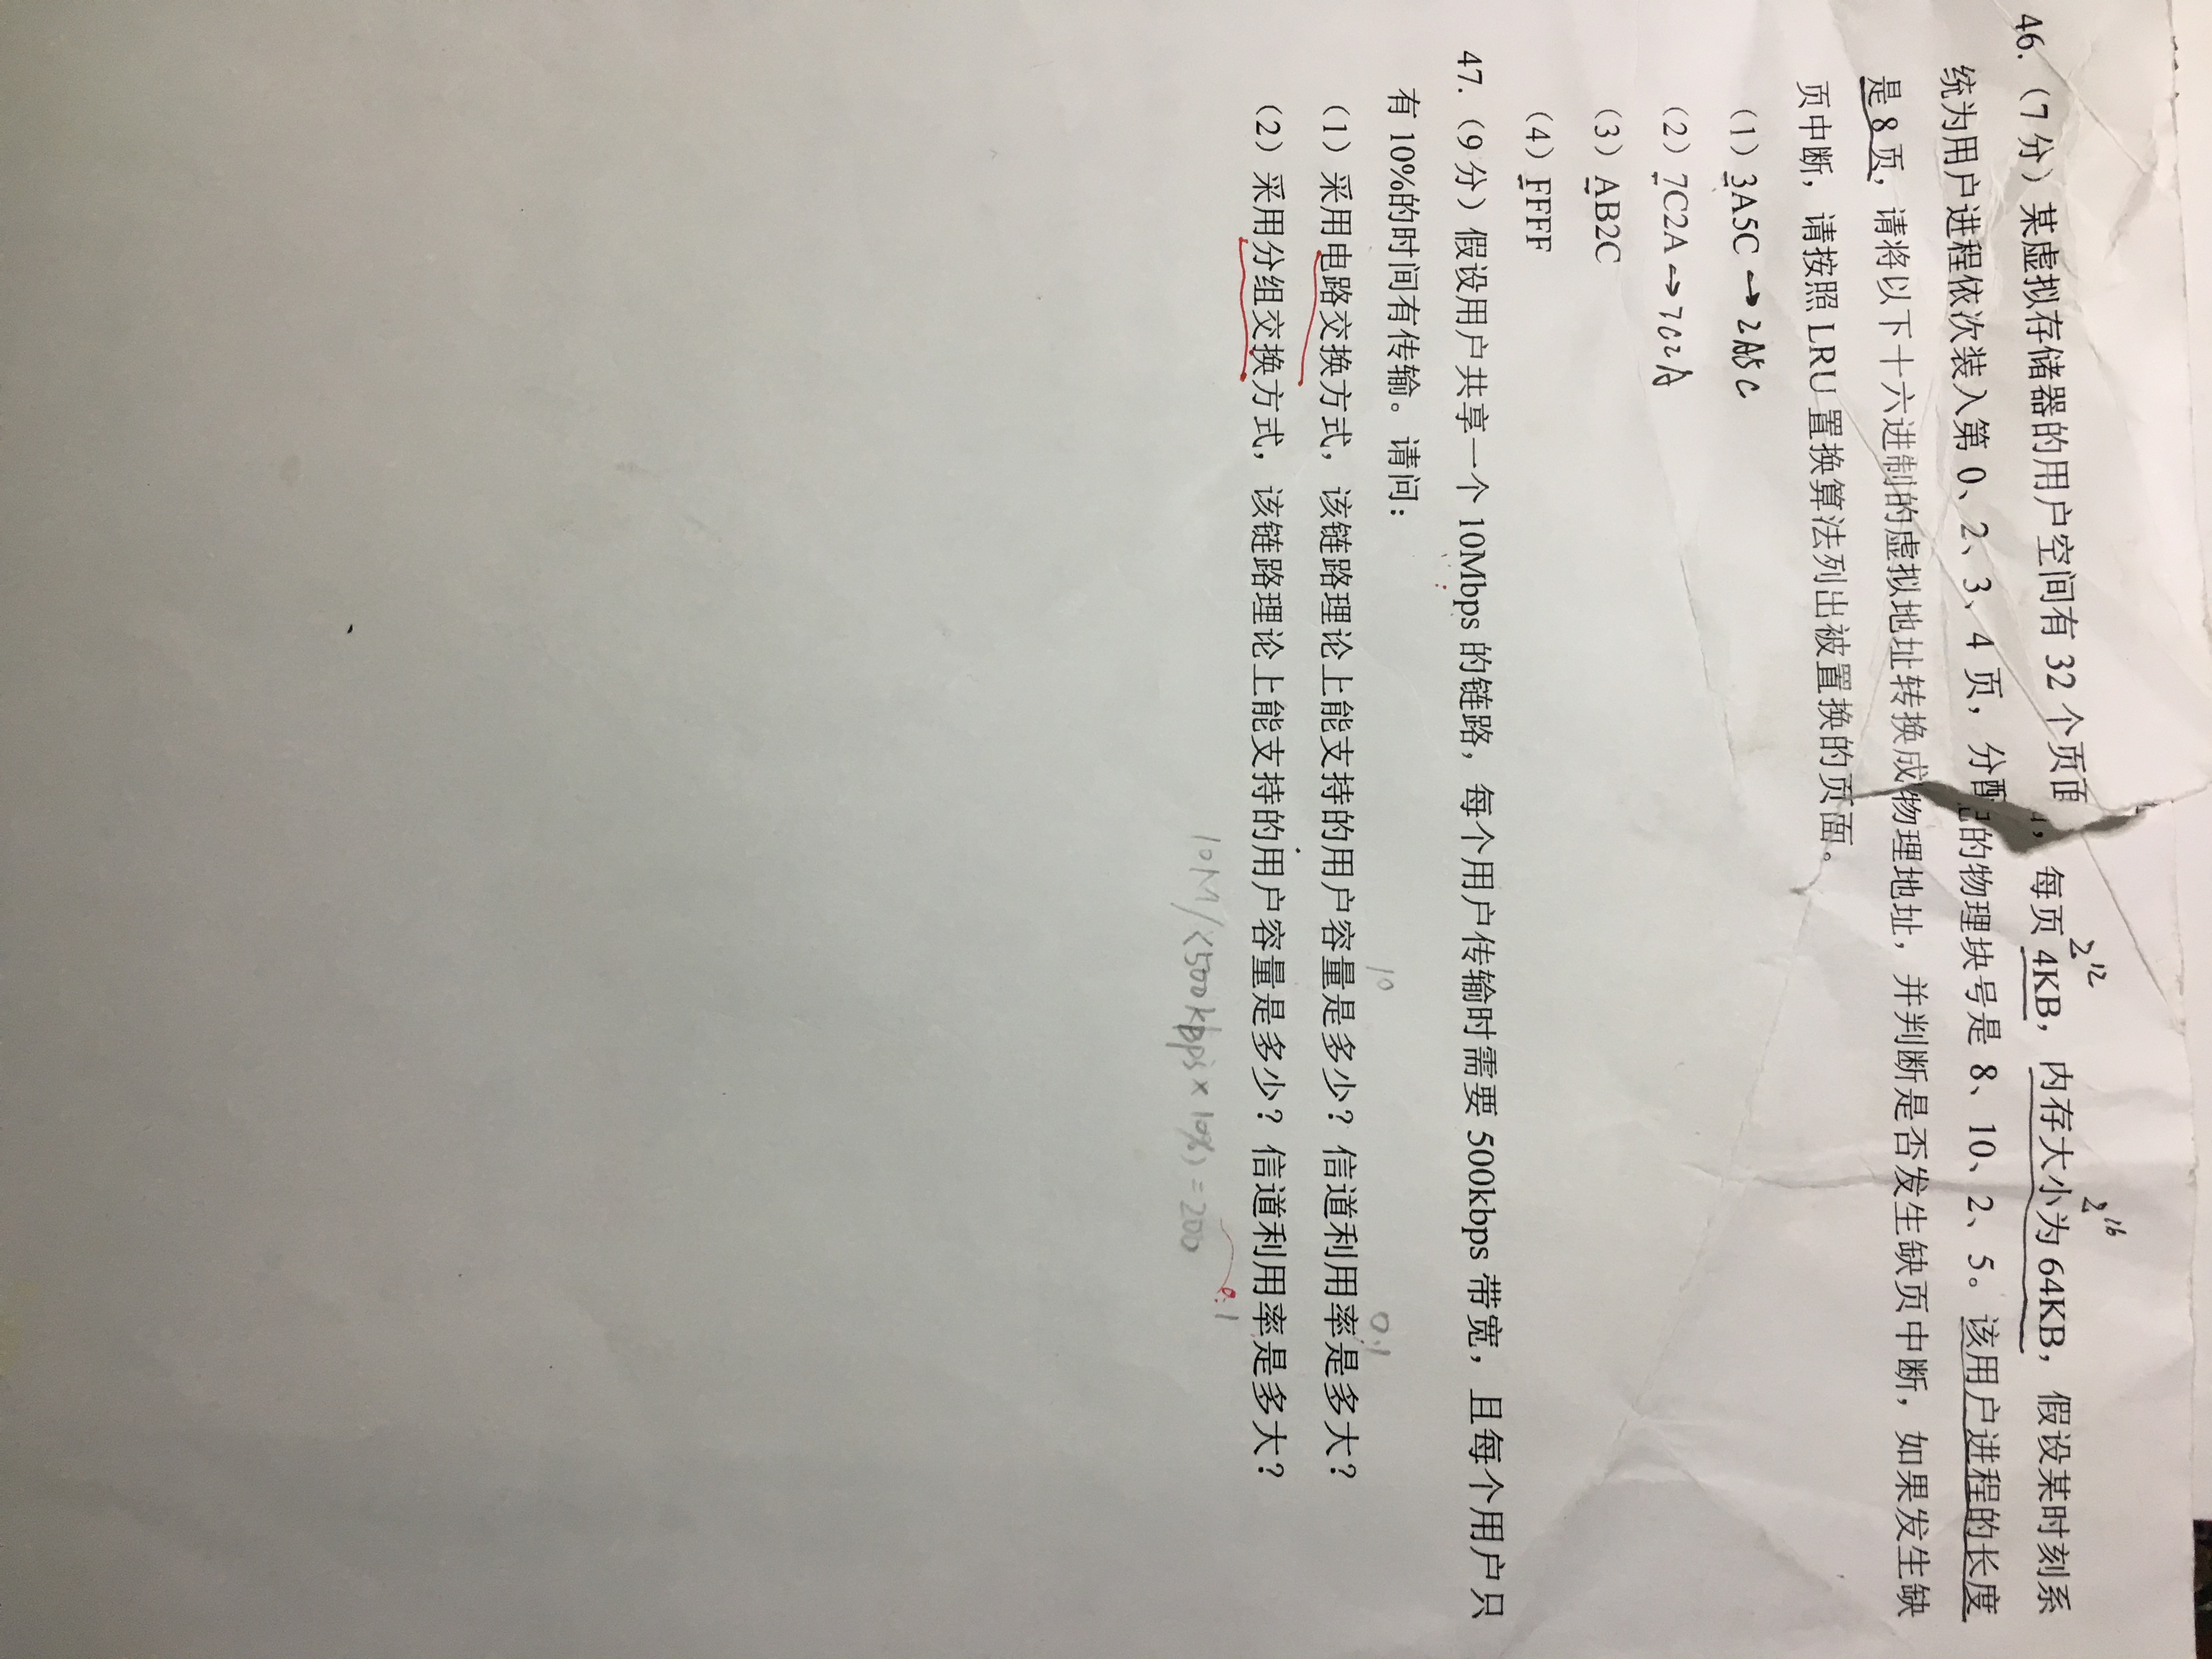 46.（7 分）某虚拟存储器的用户空间有 32 个页面，每页 4KB，内存大小为 64KB，假设某时刻系
2^12
2^16
统为用户进程依次装入第 0、2、3、4 页，分配的物理块号是 8、10、2、5。该用户进程的长度
是 8 页，请将以下十六进制的虚拟地址转换成物理地址，并判断是否发生缺页中断，如果发生缺
页中断，请按照 LRU 置换算法列出被置换的页面。
（1）3A5C → 2A5C
（2）7C2A → 7C2A
（3）AB2C
（4）FFFF
47.（9 分）假设用户共享一个 10Mbps 的链路，每个用户传输时需要 500kbps 带宽，且每个用户只
有 10%的时间有传输。请问：
10
0.1
（1）采用电路交换方式，该链路理论上能支持的用户容量是多少？信道利用率是多大？
（2）采用分组交换方式，该链路理论上能支持的用户容量是多少？信道利用率是多大？
10M/(500kbps×10%)=200